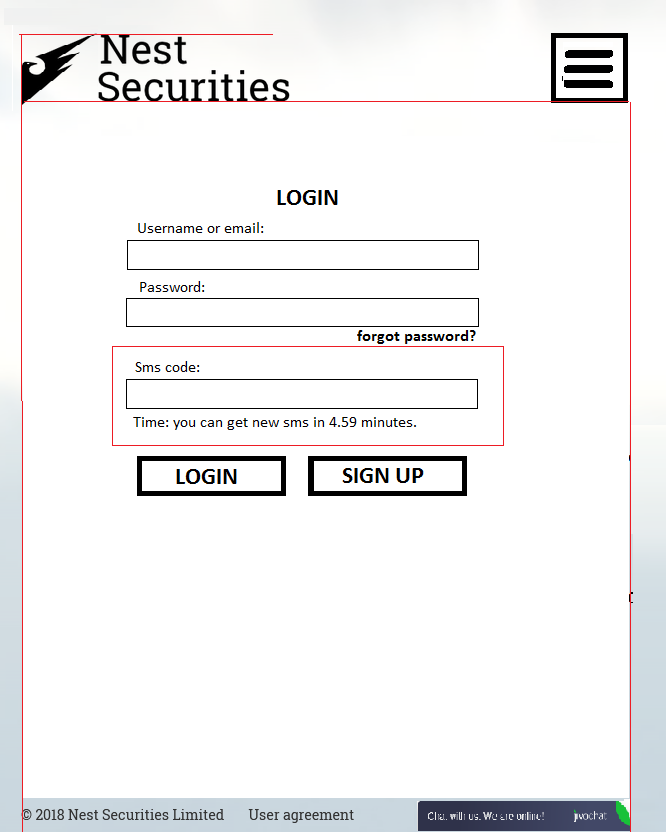 Nest
Securities
LOGIN
Username or email:
Password:
forgot password?
Sms code:
Time: you can get new sms in 4.59 minutes.
LOGIN SIGN UP
© 2018 Nest Securities Limited User agreement Chat with us. We are online! jivochat